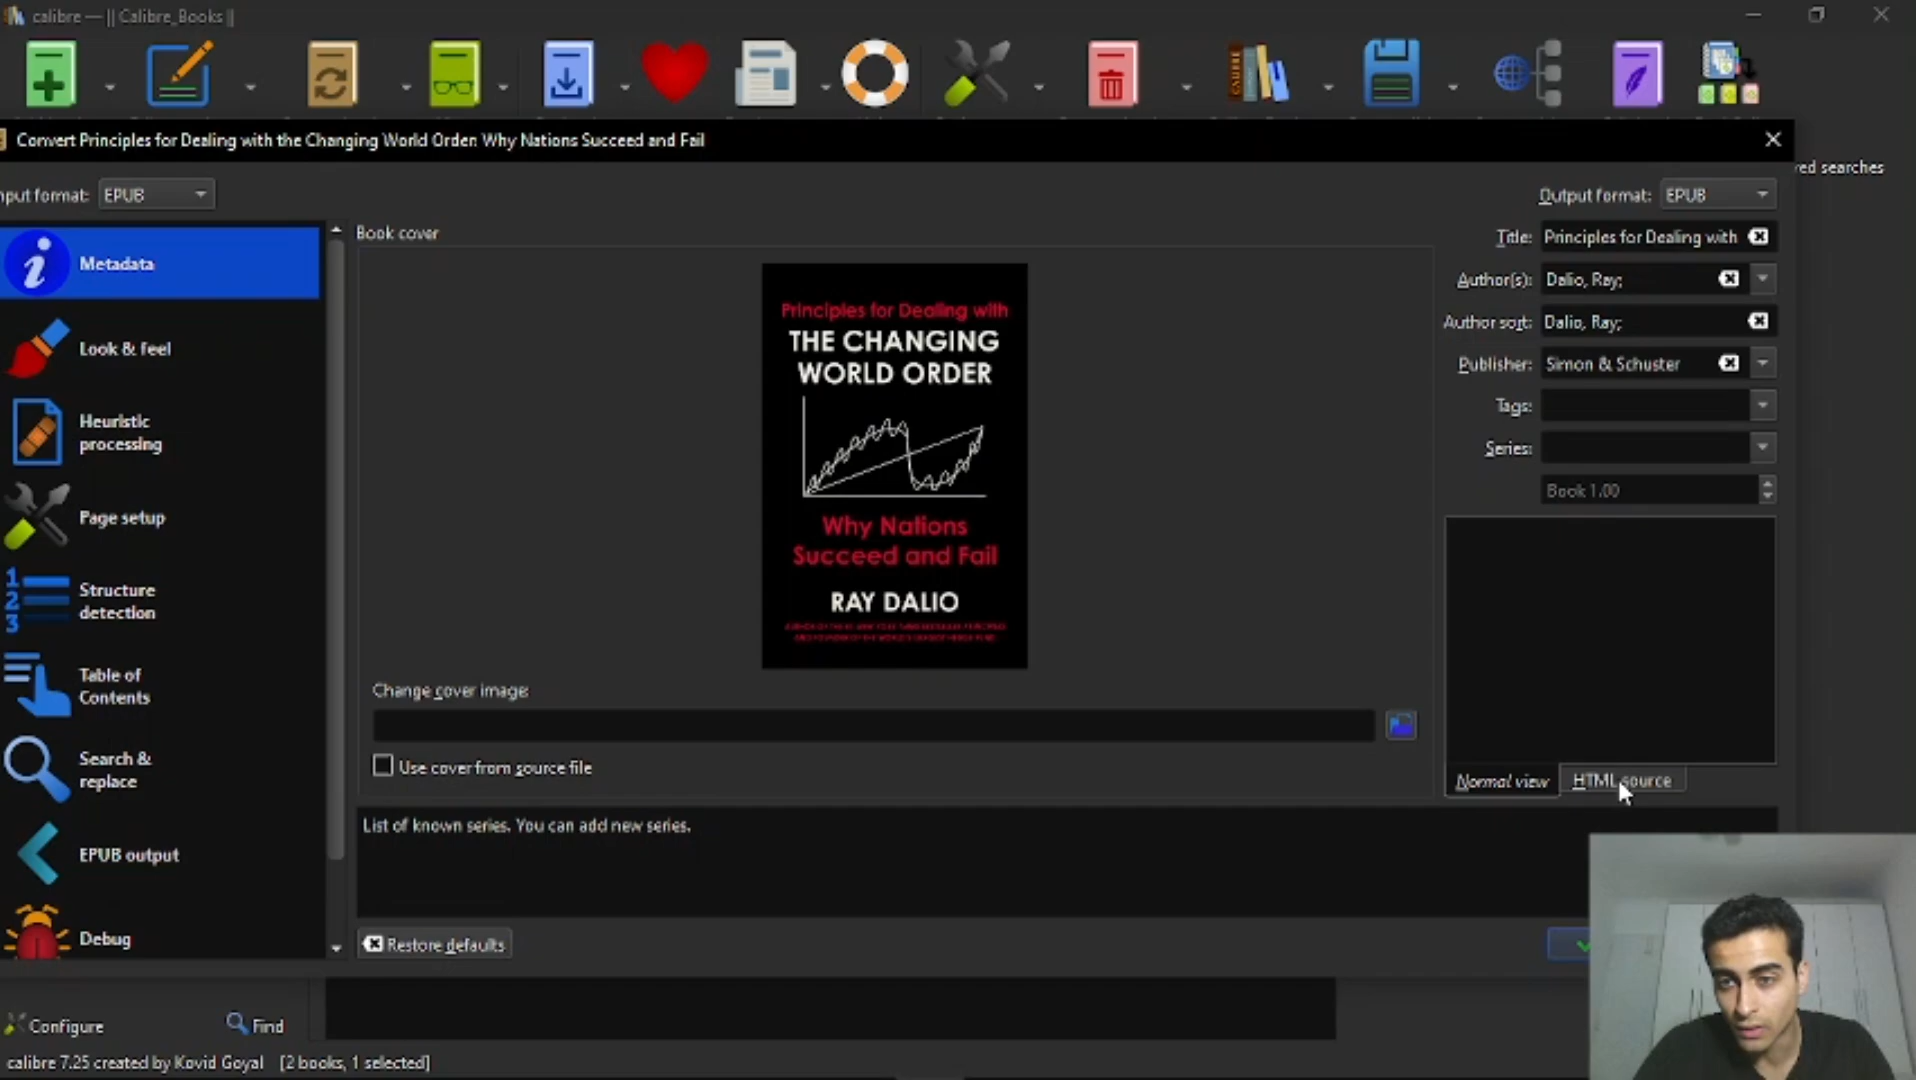 calibre — || Calibre_Books ||
Convert Principles for Dealing with the Changing World Order: Why Nations Succeed and Fail
ved searches
nput format: EPUB
Output format: EPUB
Metadata
Look & feel
Heuristic
processing
Page setup
Structure
detection
Table of
Contents
Search &
replace
EPUB output
Debug
Book cover
Principles for Dealing with
THE CHANGING
WORLD ORDER
Why Nations
Succeed and Fail
RAY DALIO
Change cover image:
Use cover from source file
Title: Principles for Dealing with
Author(s): Dalio, Ray;
Author sort: Dalio, Ray;
Publisher: Simon & Schuster
Tags:
Series:
Book 1.00
Normal view
HTML source
List of known series. You can add new series.
Restore defaults
Configure
Find
calibre 7.25 created by Kovid Goyal [2 books, 1 selected]